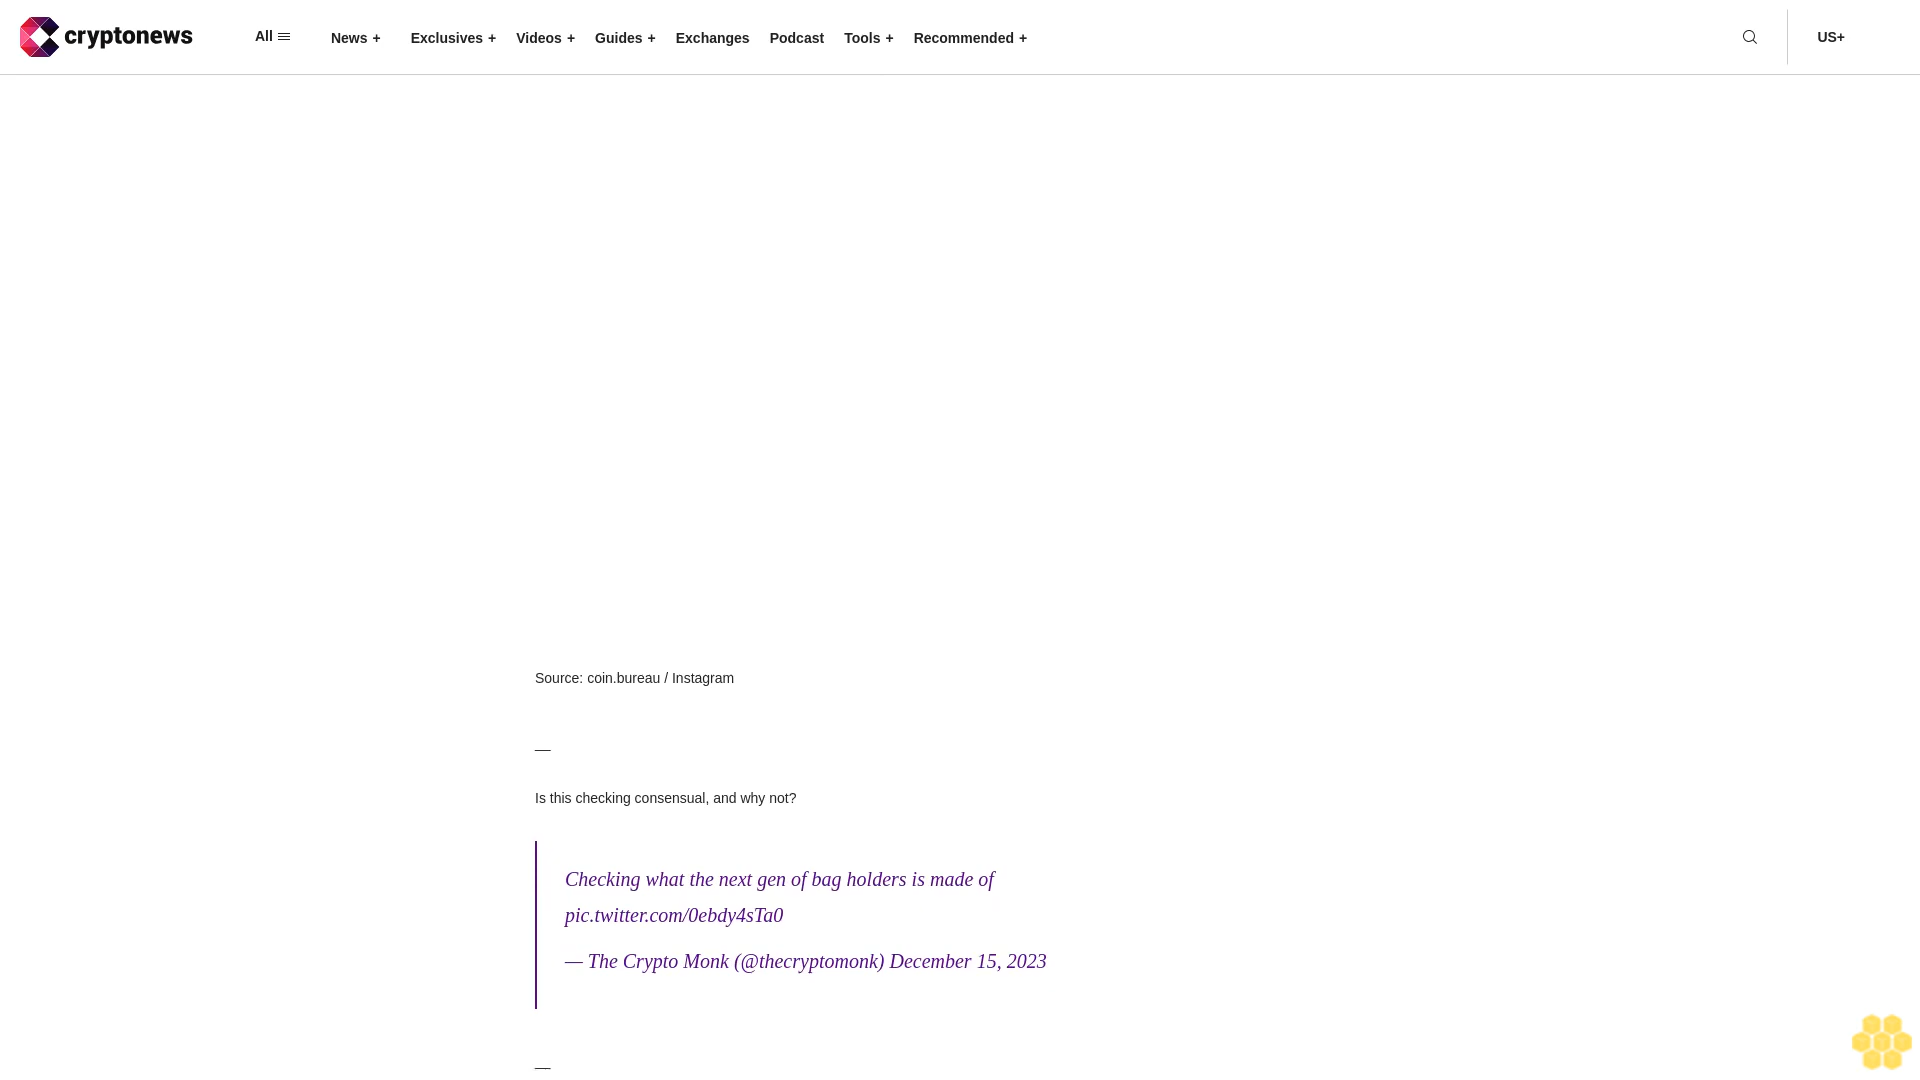 cryptonews
All
News +
Exclusives +
Videos +
Guides +
Exchanges
Podcast
Tools +
Recommended +
US+
Source: coin.bureau / Instagram
—
Is this checking consensual, and why not?
Checking what the next gen of bag holders is made of
pic.twitter.com/0ebdy4sTa0
— The Crypto Monk (@thecryptomonk) December 15, 2023
—